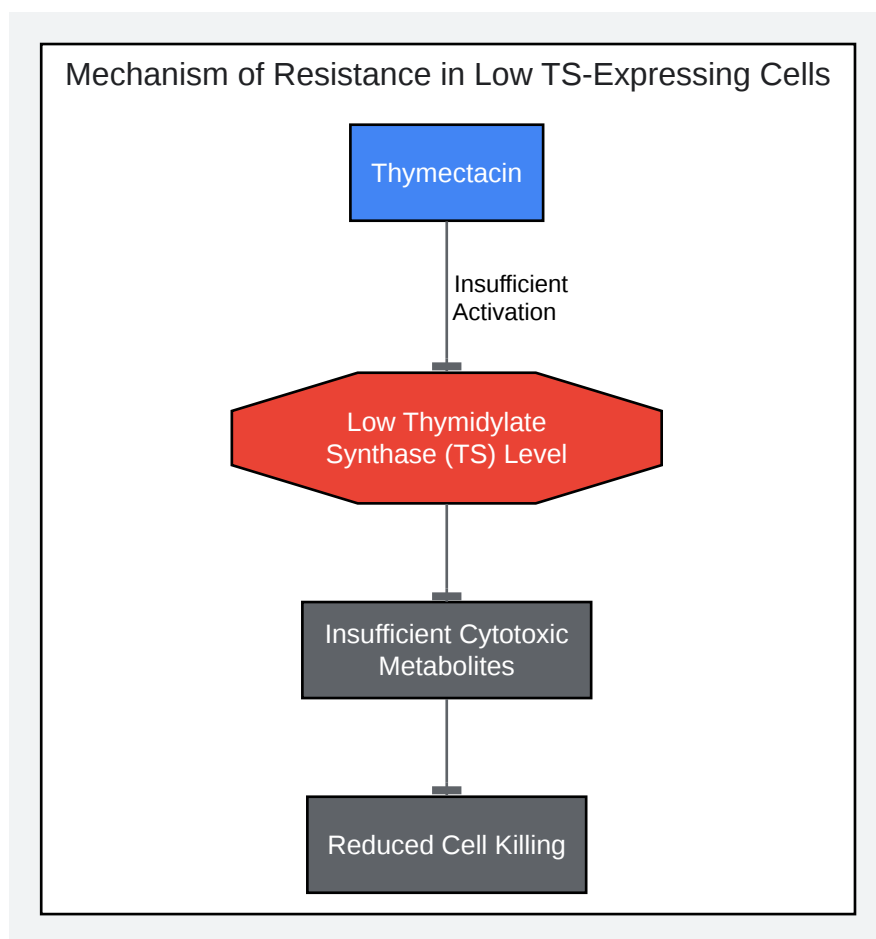 Mechanism of Resistance in Low TS-Expressing Cells
Thymectacin
Insufficient
Activation
Low Thymidylate
Synthase (TS) Level
Insufficient Cytotoxic
Metabolites
Reduced Cell Killing